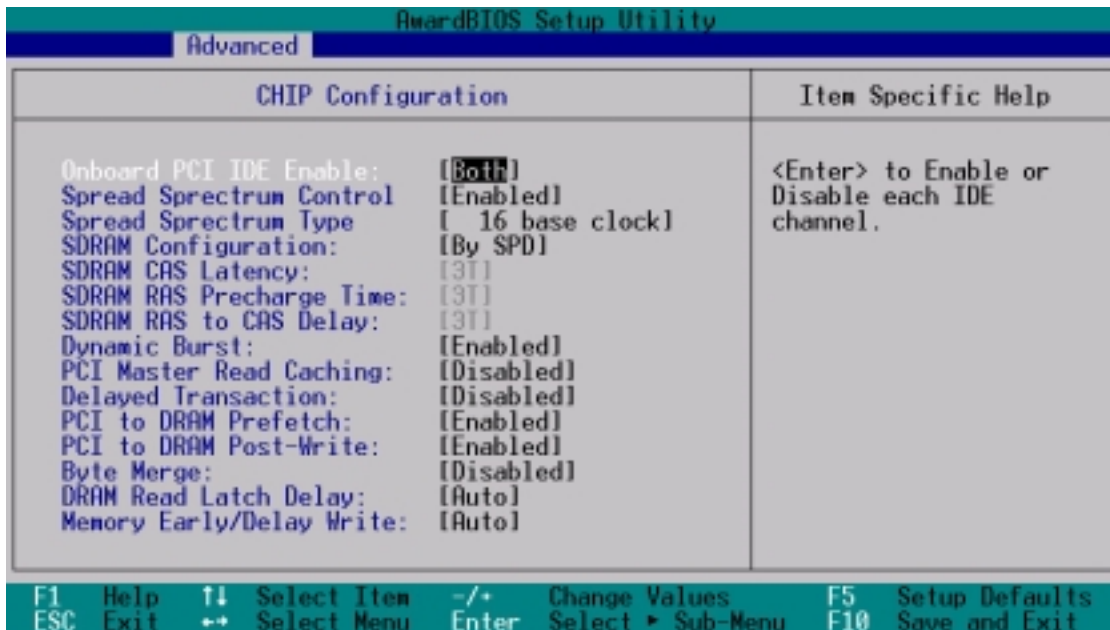 AwardBIOS Setup Utility
Advanced
CHIP Configuration
Item Specific Help
Onboard PCI IDE Enable: [Both]
Spread Sprectrum Control [Enabled]
Spread Spectrum Type [ 16 base clock]
SDRAM Configuration: [By SPD]
SDRAM CAS Latency: [3T]
SDRAM RAS Precharge Time: [3T]
SDRAM RAS to CAS Delay: [3T]
Dynamic Burst: [Enabled]
PCI Master Read Caching: [Disabled]
Delayed Transaction: [Disabled]
PCI to DRAM Prefetch: [Enabled]
PCI to DRAM Post-Write: [Enabled]
Byte Merge: [Disabled]
DRAM Read Latch Delay: [Auto]
Memory Early/Delay Write: [Auto]
<Enter> to Enable or
Disable each IDE
channel.
F1 Help ↑↓ Select Item -/+ Change Values F5 Setup Defaults
ESC Exit ←→ Select Menu Enter Select ► Sub-Menu F10 Save and Exit